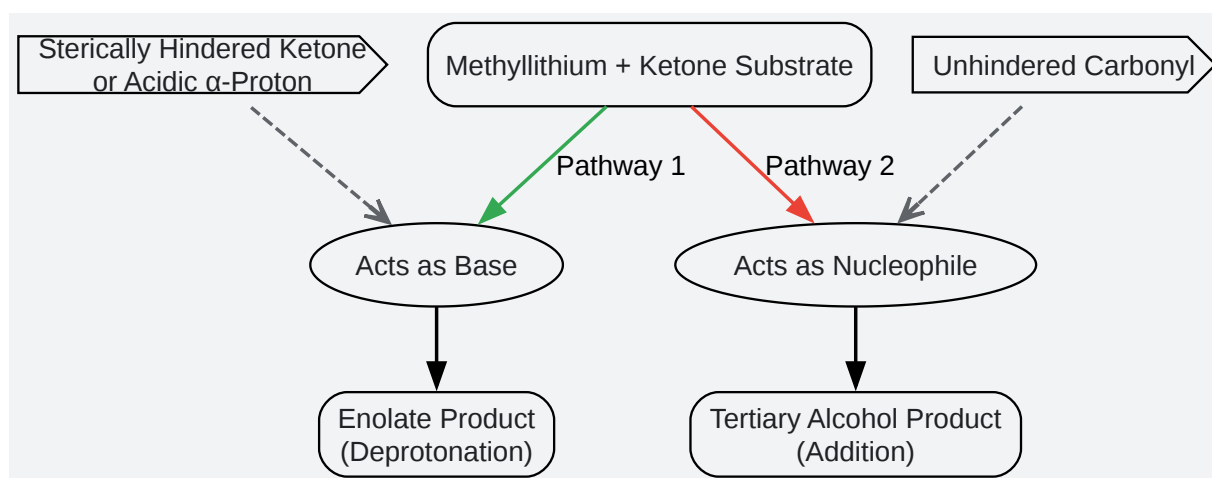 Sterically Hindered Ketone
or Acidic α-Proton
Methyllithium + Ketone Substrate
Unhindered Carbonyl
Pathway 1
Pathway 2
Acts as Base
Acts as Nucleophile
Enolate Product
(Deprotonation)
Tertiary Alcohol Product
(Addition)